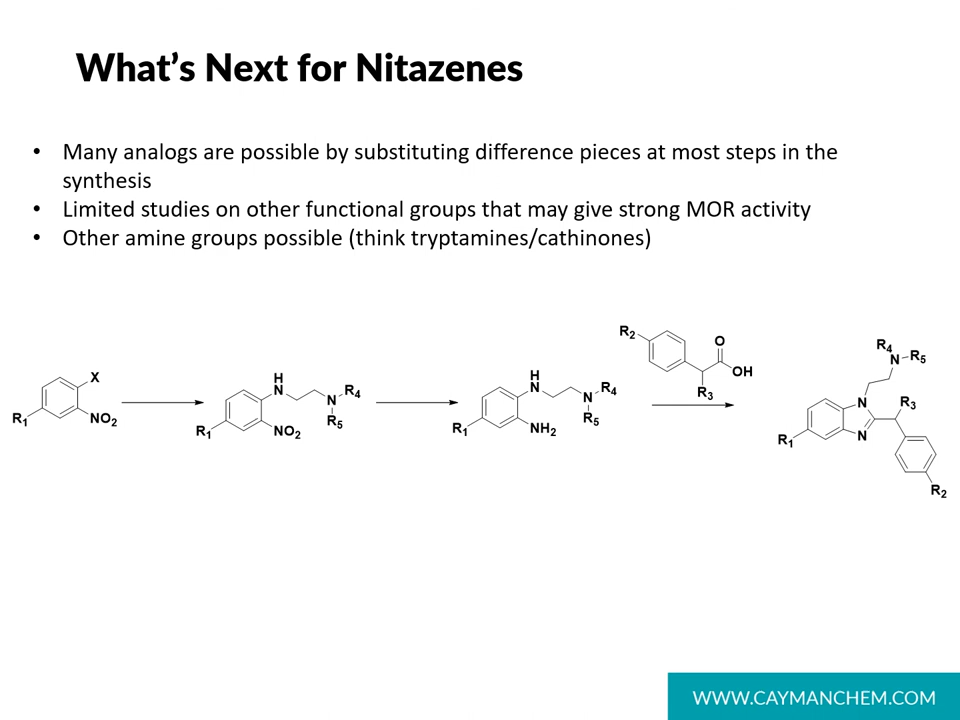 What's Next for Nitazenes
• Many analogs are possible by substituting difference pieces at most steps in the
synthesis
• Limited studies on other functional groups that may give strong MOR activity
• Other amine groups possible (think tryptamines/cathinones)
R1 X NO2
R1 H N NO2 N R4 R5
R1 H N NH2 N R4 R5
R2 O OH R3
R4 N R5 N N R3 R1 R2
WWW.CAYMANCHEM.COM